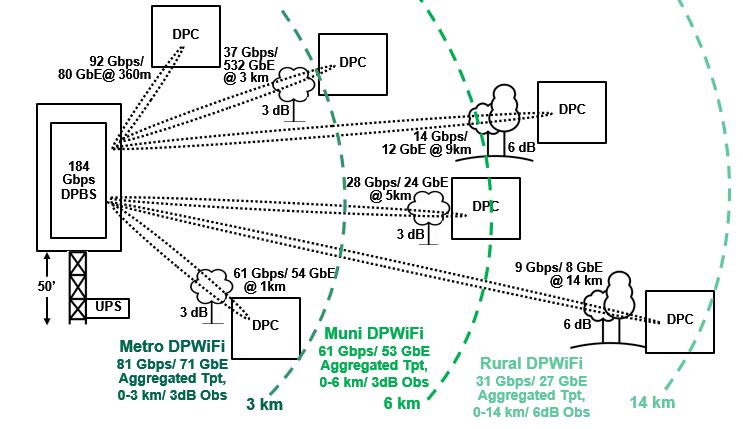 DPC
92 Gbps/
80 GbE@ 360m
37 Gbps/
532 GbE
@ 3 km
DPC
3 dB
DPC
14 Gbps/
12 GbE @ 9km
6 dB
184
Gbps
DPBS
28 Gbps/ 24 GbE
@ 5km
DPC
3 dB
50'
UPS
61 Gbps/ 54 GbE
@ 1km
3 dB
DPC
9 Gbps/ 8 GbE
@ 14 km
6 dB
DPC
Metro DPWiFi
81 Gbps/ 71 GbE
Aggregated Tpt,
0-3 km/ 3dB Obs
3 km
Muni DPWiFi
61 Gbps/ 53 GbE
Aggregated Tpt,
0-6 km/ 3dB Obs
6 km
Rural DPWiFi
31 Gbps/ 27 GbE
Aggregated Tpt,
0-14 km/ 6dB Obs
14 km